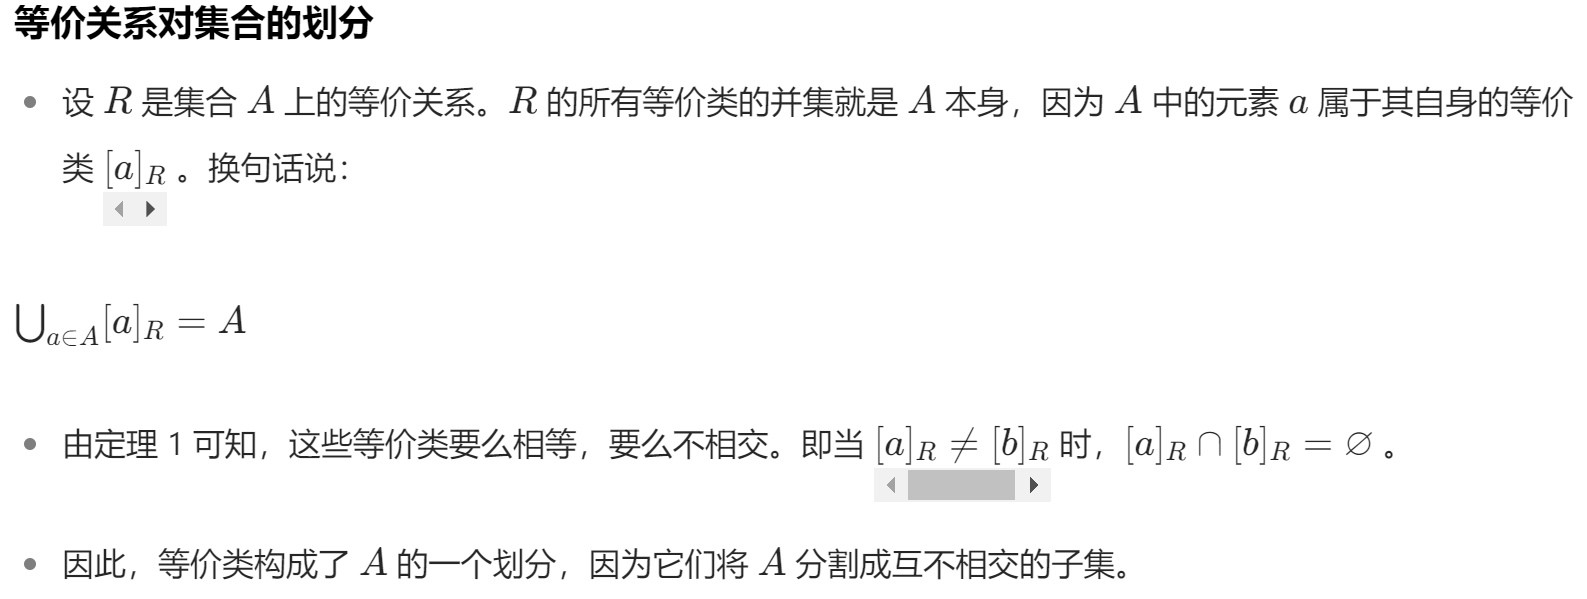 等价关系对集合的划分
• 设 R 是集合 A 上的等价关系。R 的所有等价类的并集就是 A 本身，因为 A 中的元素 a 属于其自身的等价
类 [a]_R 。换句话说：
⋃_{a∈A}[a]_R = A
• 由定理 1 可知，这些等价类要么相等，要么不相交。即当 [a]_R ≠ [b]_R 时，[a]_R ∩ [b]_R = ∅ 。
• 因此，等价类构成了 A 的一个划分，因为它们将 A 分割成互不相交的子集。